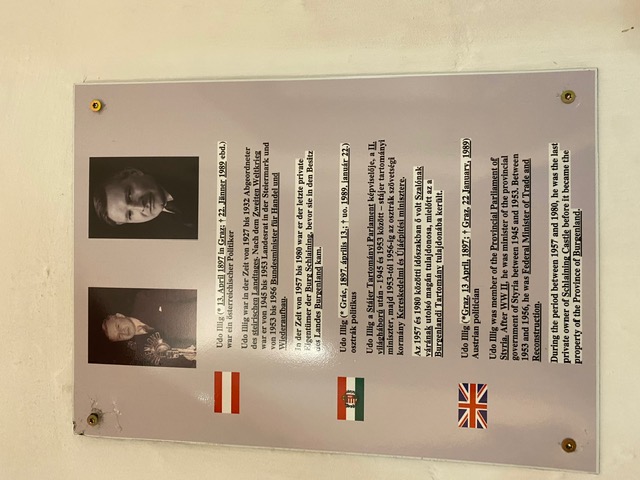 Udo Illig (* 13. April 1897 in Graz; † 22. Jänner 1989 ebd.)
war ein österreichischer Politiker
Udo Illig war in der Zeit von 1927 bis 1932 Abgeordneter
des steirischen Landtages. Nach dem Zweiten Weltkrieg
war er von 1945 bis 1953 Landesrat in der Steiermark und
von 1953 bis 1956 Bundesminister für Handel und
Wiederaufbau.
In der Zeit von 1957 bis 1980 war er der letzte private
Eigentümer der Burg Schlaining, bevor sie in den Besitz
des Landes Burgenland kam.
Udo Illig (* Grác, 1897. április 13.; † uo. 1989. január 22.)
osztrák politikus
Udo Illig a Stájer Tartományi Parlament képviselője, a II.
világháború után - 1945 és 1953 között – stájer tartományi
miniszter, majd 1953-tól 1956-ig az osztrák szövetségi
kormány Kereskedelmi és Újáépítési minisztere.
Az 1957 és 1980 közötti időszakban ő volt Szalónak
várának utolsó magán tulajdonosa, mielőtt az a
Burgenlandi Tartomány tulajdonába került.
Udo Illig (*Graz, 13 April 1897; † Graz, 22 January, 1989)
Austrian politician
Udo Illig was member of the Provincial Parliament of
Styria. After WW II. he was minister of the provincial
government of Styria between 1945 and 1953. Between
1953 and 1956, he was Federal Minister of Trade and
Reconstruction.
During the period between 1957 and 1980, he was the last
private owner of Schlaining Castle before it became the
property of the Province of Burgenland.